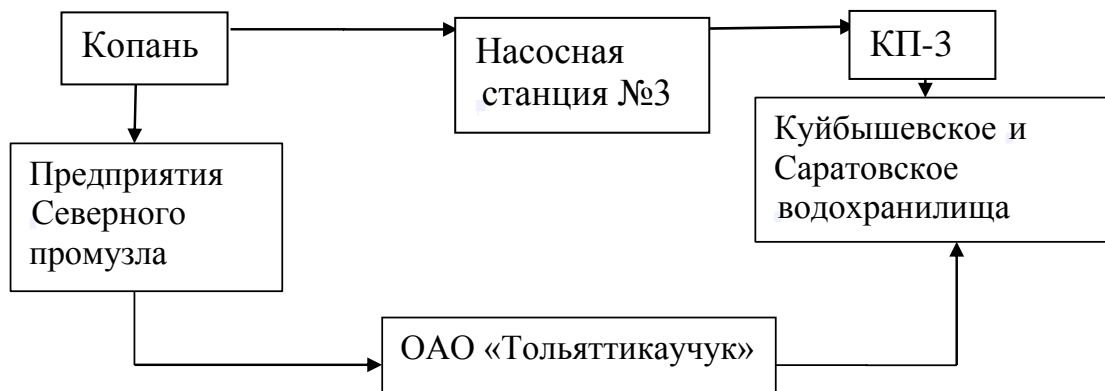 Копань
Насосная
станция №3
КП-3
Предприятия
Северного
промузла
Куйбышевское и
Саратовское
водохранилища
ОАО «Тольяттикаучук»